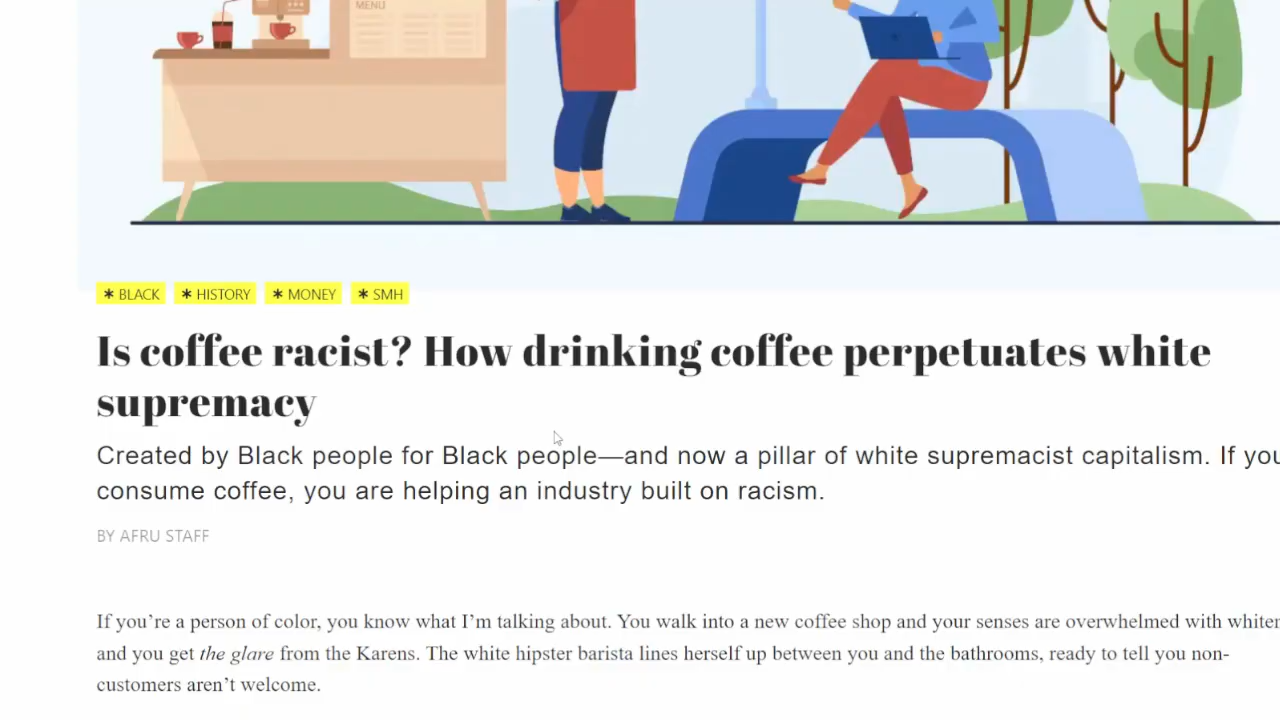 MENU
* BLACK * HISTORY * MONEY * SMH
Is coffee racist? How drinking coffee perpetuates white
supremacy
Created by Black people for Black people—and now a pillar of white supremacist capitalism. If you
consume coffee, you are helping an industry built on racism.
BY AFRU STAFF
If you’re a person of color, you know what I’m talking about. You walk into a new coffee shop and your senses are overwhelmed with
and you get the glare from the Karens. The white hipster barista lines herself up between you and the bathrooms, ready to tell you non-
customers aren’t welcome.